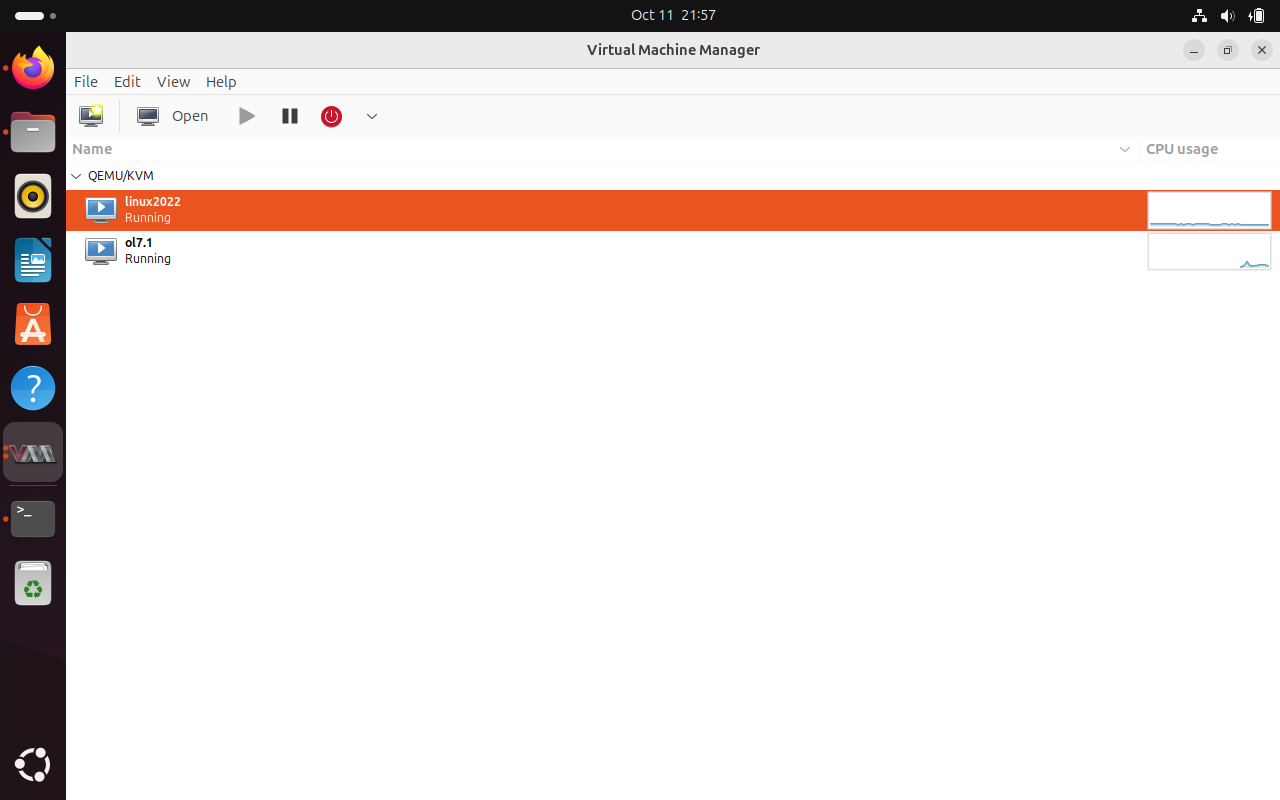 Oct 11 21:57
Virtual Machine Manager
File Edit View Help
Open
Name CPU usage
QEMU/KVM
linux2022
Running
ol7.1
Running